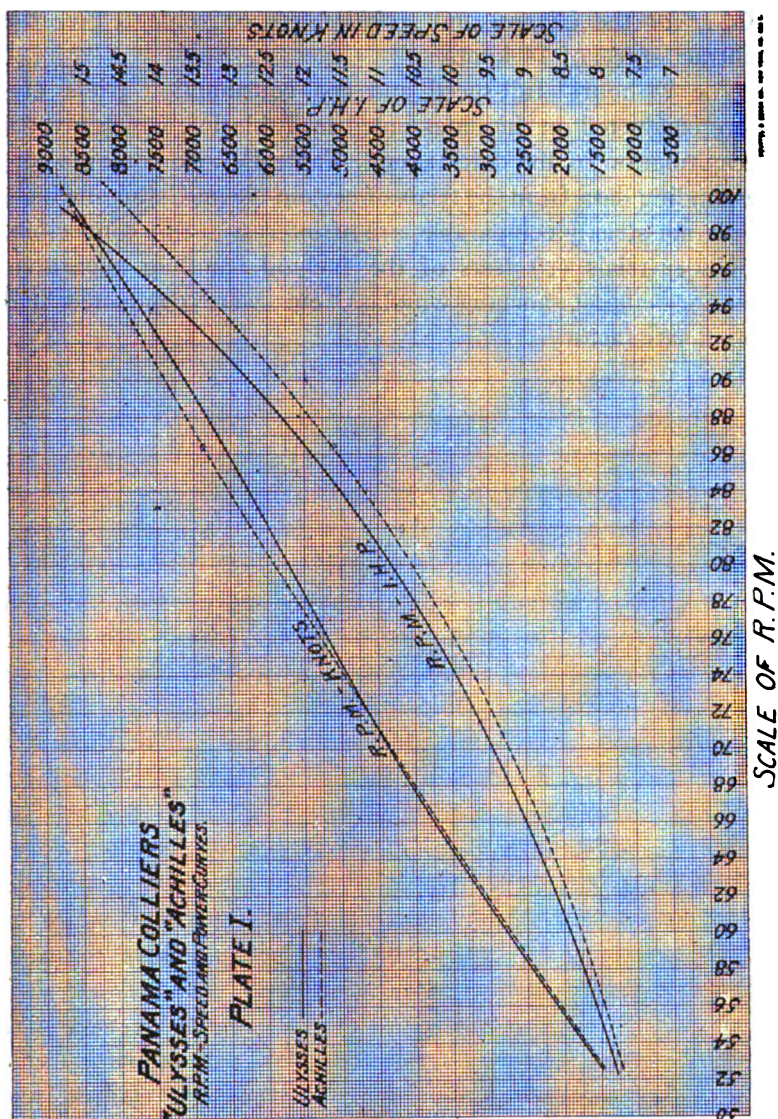 PANAMA COLLIERS
"ULYSSES" AND "ACHILLES"
RPM-SPEED AND POWER CURVES.
PLATE I.
ULYSSES
ACHILLES
R.P.M-KNOTS
R.P.M-I.H.P.
SCALE OF SPEED IN KNOTS
15 14.5 14 13.5 13 12.5 12 11.5 11 10.5 10 9.5 9 8.5 8 7.5 7
SCALE OF I.H.P.
9000 8500 8000 7500 7000 6500 6000 5500 5000 4500 4000 3500 3000 2500 2000 1500 1000 500
100 98 96 94 92 90 88 86 84 82 80 78 76 74 72 70 68 66 64 62 60 58 56 54 52 50
SCALE OF R.P.M.